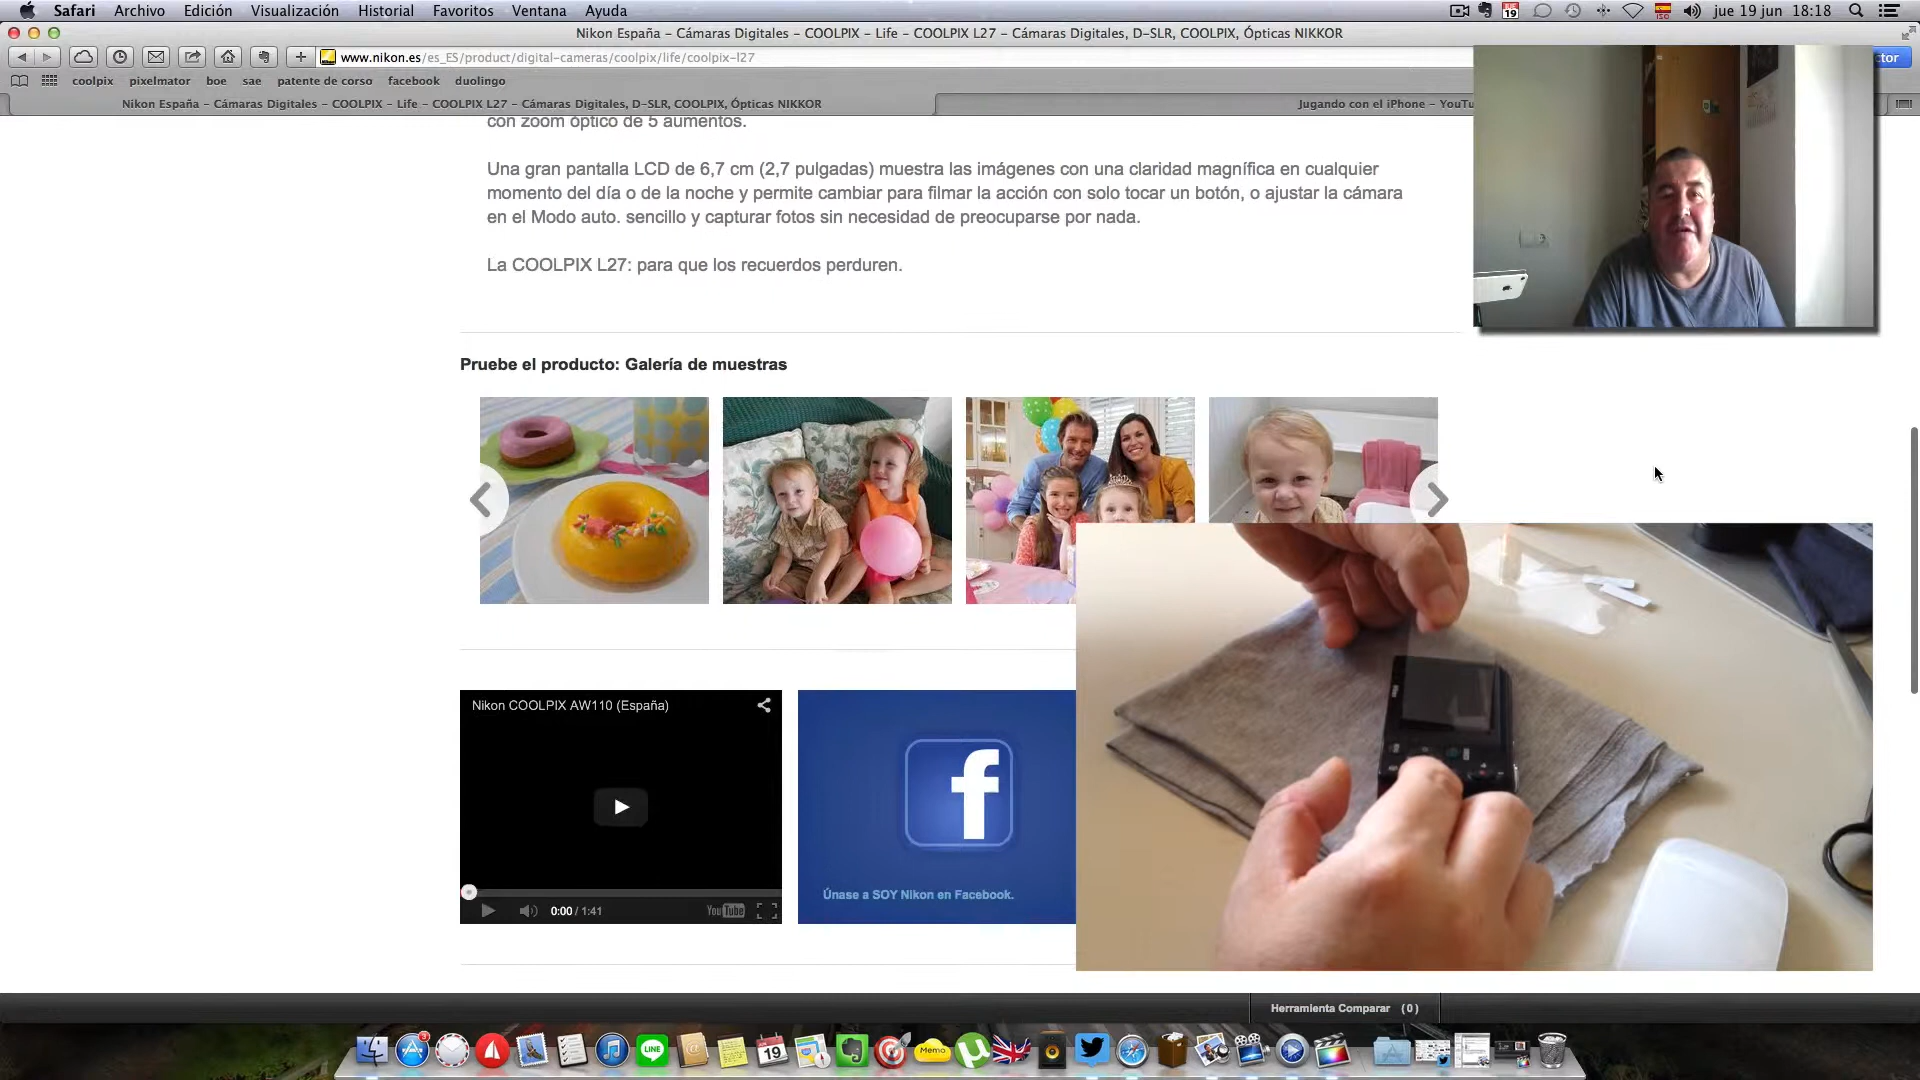 Safari Archivo Edición Visualización Historial Favoritos Ventana Ayuda
jue 19 jun 18:18
Nikon España – Cámaras Digitales – COOLPIX – Life – COOLPIX L27 – Cámaras Digitales, D-SLR, COOLPIX, Ópticas NIKKOR
www.nikon.es/es_ES/product/digital-cameras/coolpix/life/coolpix-l27
ctor
coolpix pixelmator boe sae patente de corso facebook duolingo
Nikon España – Cámaras Digitales – COOLPIX – Life – COOLPIX L27 – Cámaras Digitales, D-SLR, COOLPIX, Ópticas NIKKOR
Jugando con el iPhone – YouTu
con zoom óptico de 5 aumentos.
Una gran pantalla LCD de 6,7 cm (2,7 pulgadas) muestra las imágenes con una claridad magnífica en cualquier
momento del día o de la noche y permite cambiar para filmar la acción con solo tocar un botón, o ajustar la cámara
en el Modo auto. sencillo y capturar fotos sin necesidad de preocuparse por nada.
La COOLPIX L27: para que los recuerdos perduren.
Pruebe el producto: Galería de muestras
Nikon COOLPIX AW110 (España)
0:00 / 1:41
YouTube
f
Únase a SOY Nikon en Facebook.
Herramienta Comparar (0)
3
LINE
19
Memo